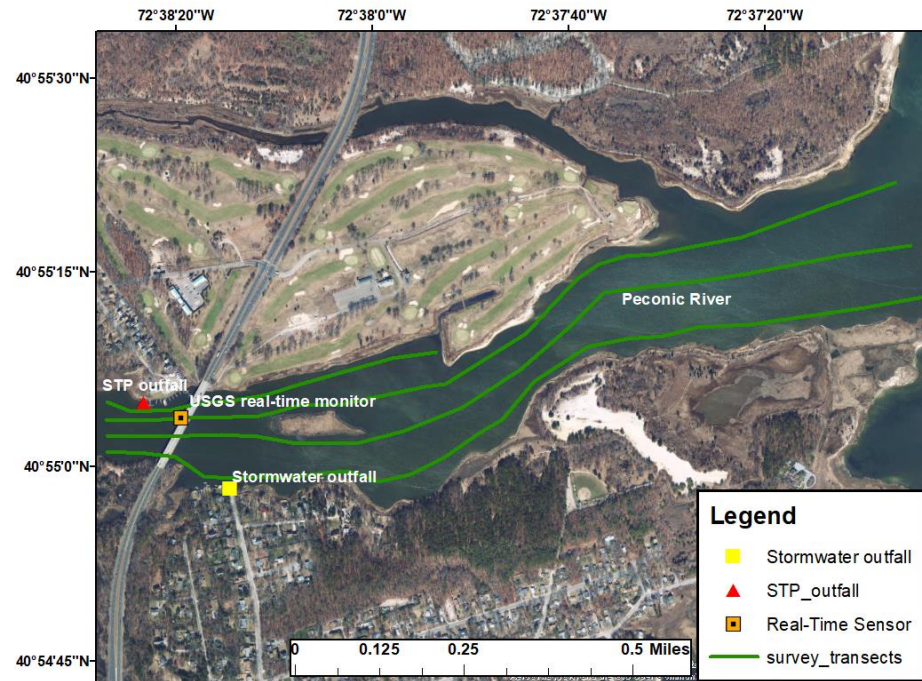 72°38'20"W
72°38'0"W
72°37'40"W
72°37'20"W
40°55'30"
40°55'15"
40°55'0"
40°54'45"
Peconic River
STP outfall
USGS real-time monitor
Stormwater outfall
Legend
Stormwater outfall
STP_outfall
Real-Time Sensor
survey_transects
0 0.125 0.25 0.5 Miles